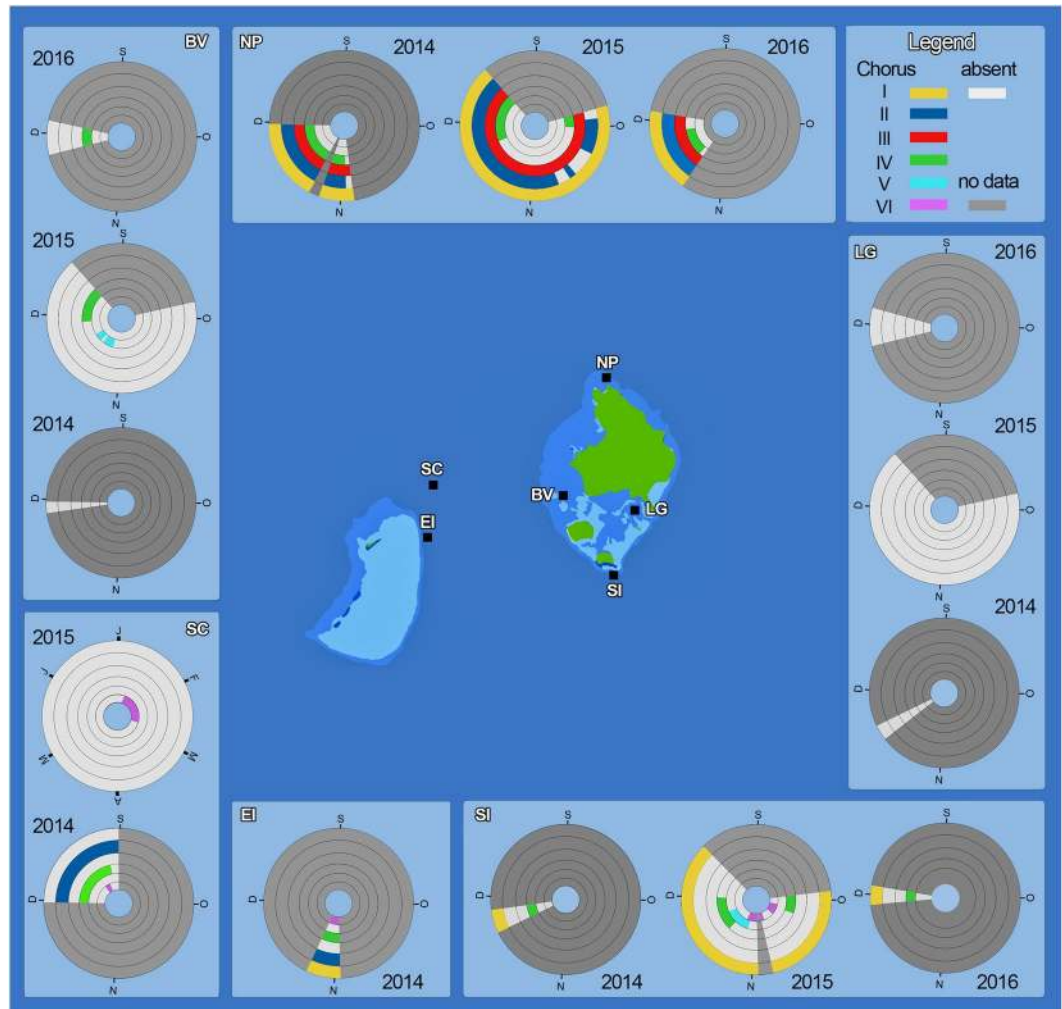 BV
2016
S
D
O
N
2015
S
D
O
N
2014
S
D
O
N
NP
2014
S
D
O
N
2015
S
D
O
N
2016
S
D
O
N
Legend
Chorus absent
I
II
III
IV
V no data
VI
LG
2016
S
D
O
N
2015
S
D
O
N
2014
S
D
O
N
NP
SC
BV
EI
LG
SI
SC
2015
J
J
F
M
M
A
2014
S
D
O
N
EI
S
D
O
N
2014
SI
S
D
O
N
2014
S
D
O
N
2015
S
D
O
N
2016